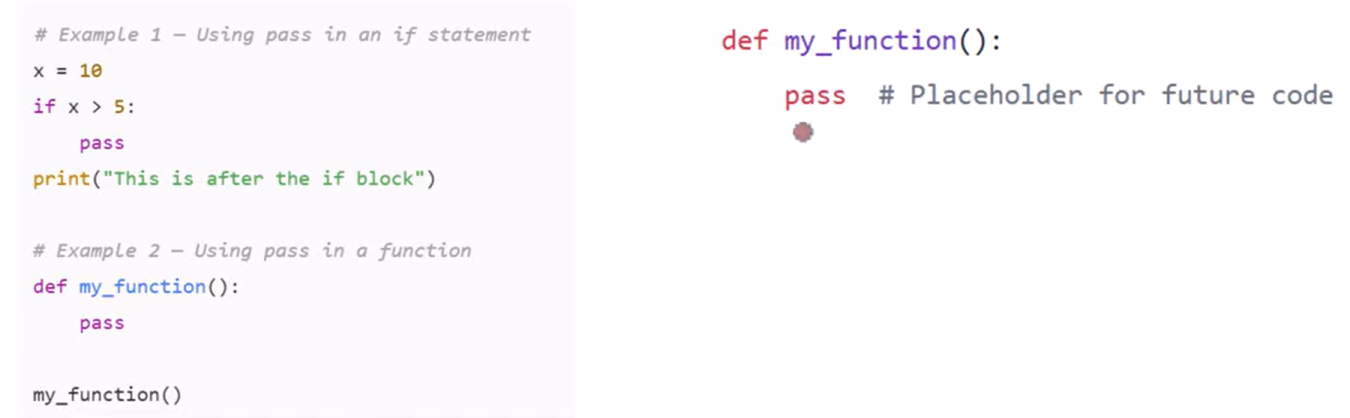 # Example 1 — Using pass in an if statement
x = 10
if x > 5:
    pass
print("This is after the if block")
# Example 2 — Using pass in a function
def my_function():
    pass
my_function()
def my_function():
    pass  # Placeholder for future code